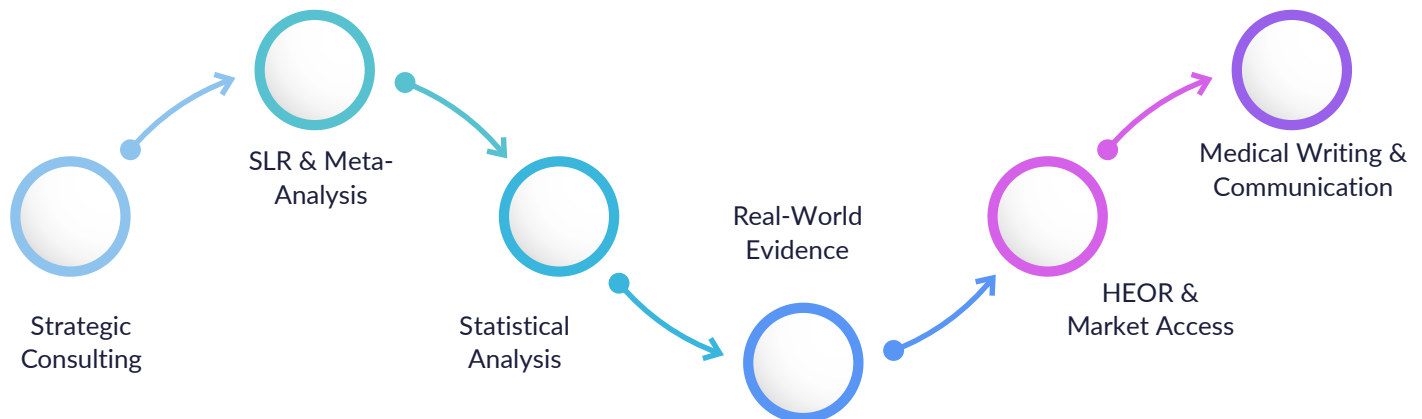 Strategic
Consulting
SLR & Meta-
Analysis
Statistical
Analysis
Real-World
Evidence
HEOR &
Market Access
Medical Writing &
Communication